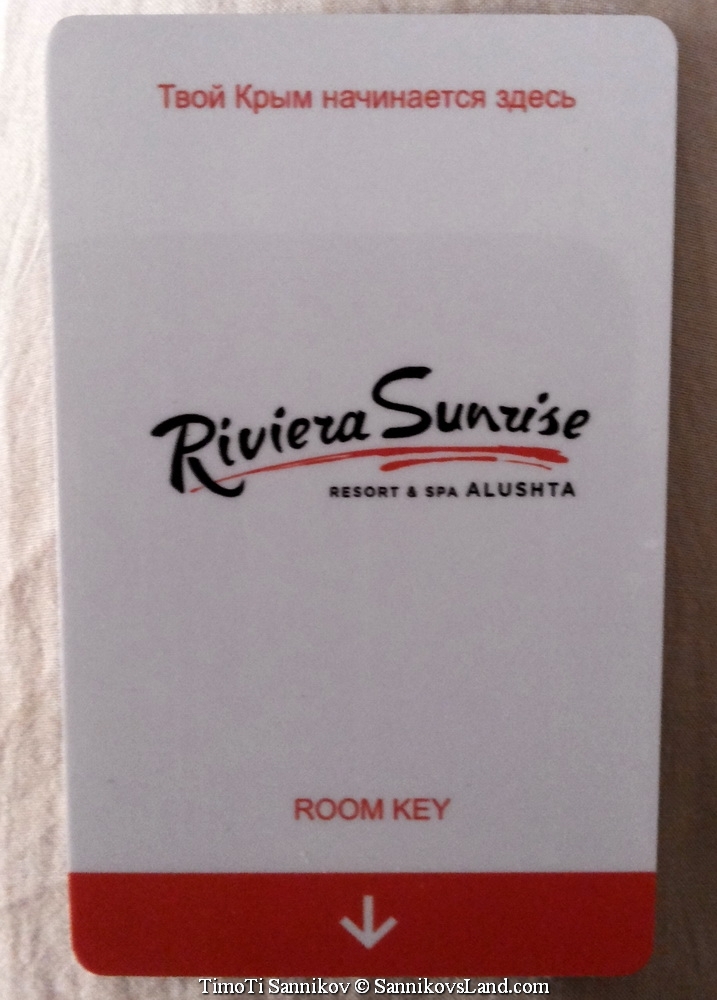 Твой Крым начинается здесь
Riviera Sunrise
RESORT & SPA ALUSHTA
ROOM KEY
TimoTi Sannikov © SannikovsLand.com